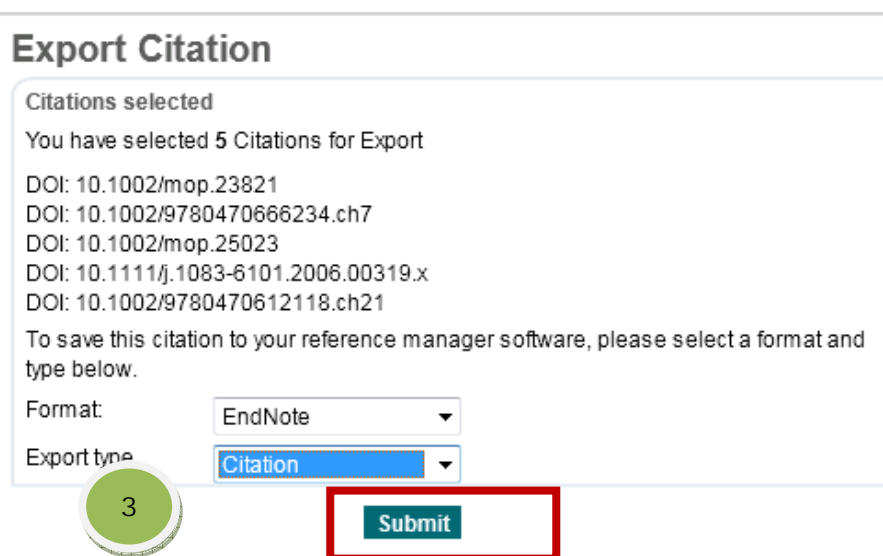 Export Citation
Citations selected
You have selected 5 Citations for Export
DOI: 10.1002/mop.23821
DOI: 10.1002/9780470666234.ch7
DOI: 10.1002/mop.25023
DOI: 10.1111/j.1083-6101.2006.00319.x
DOI: 10.1002/9780470612118.ch21
To save this citation to your reference manager software, please select a format and
type below.
Format: EndNote
Export type Citation
3
Submit